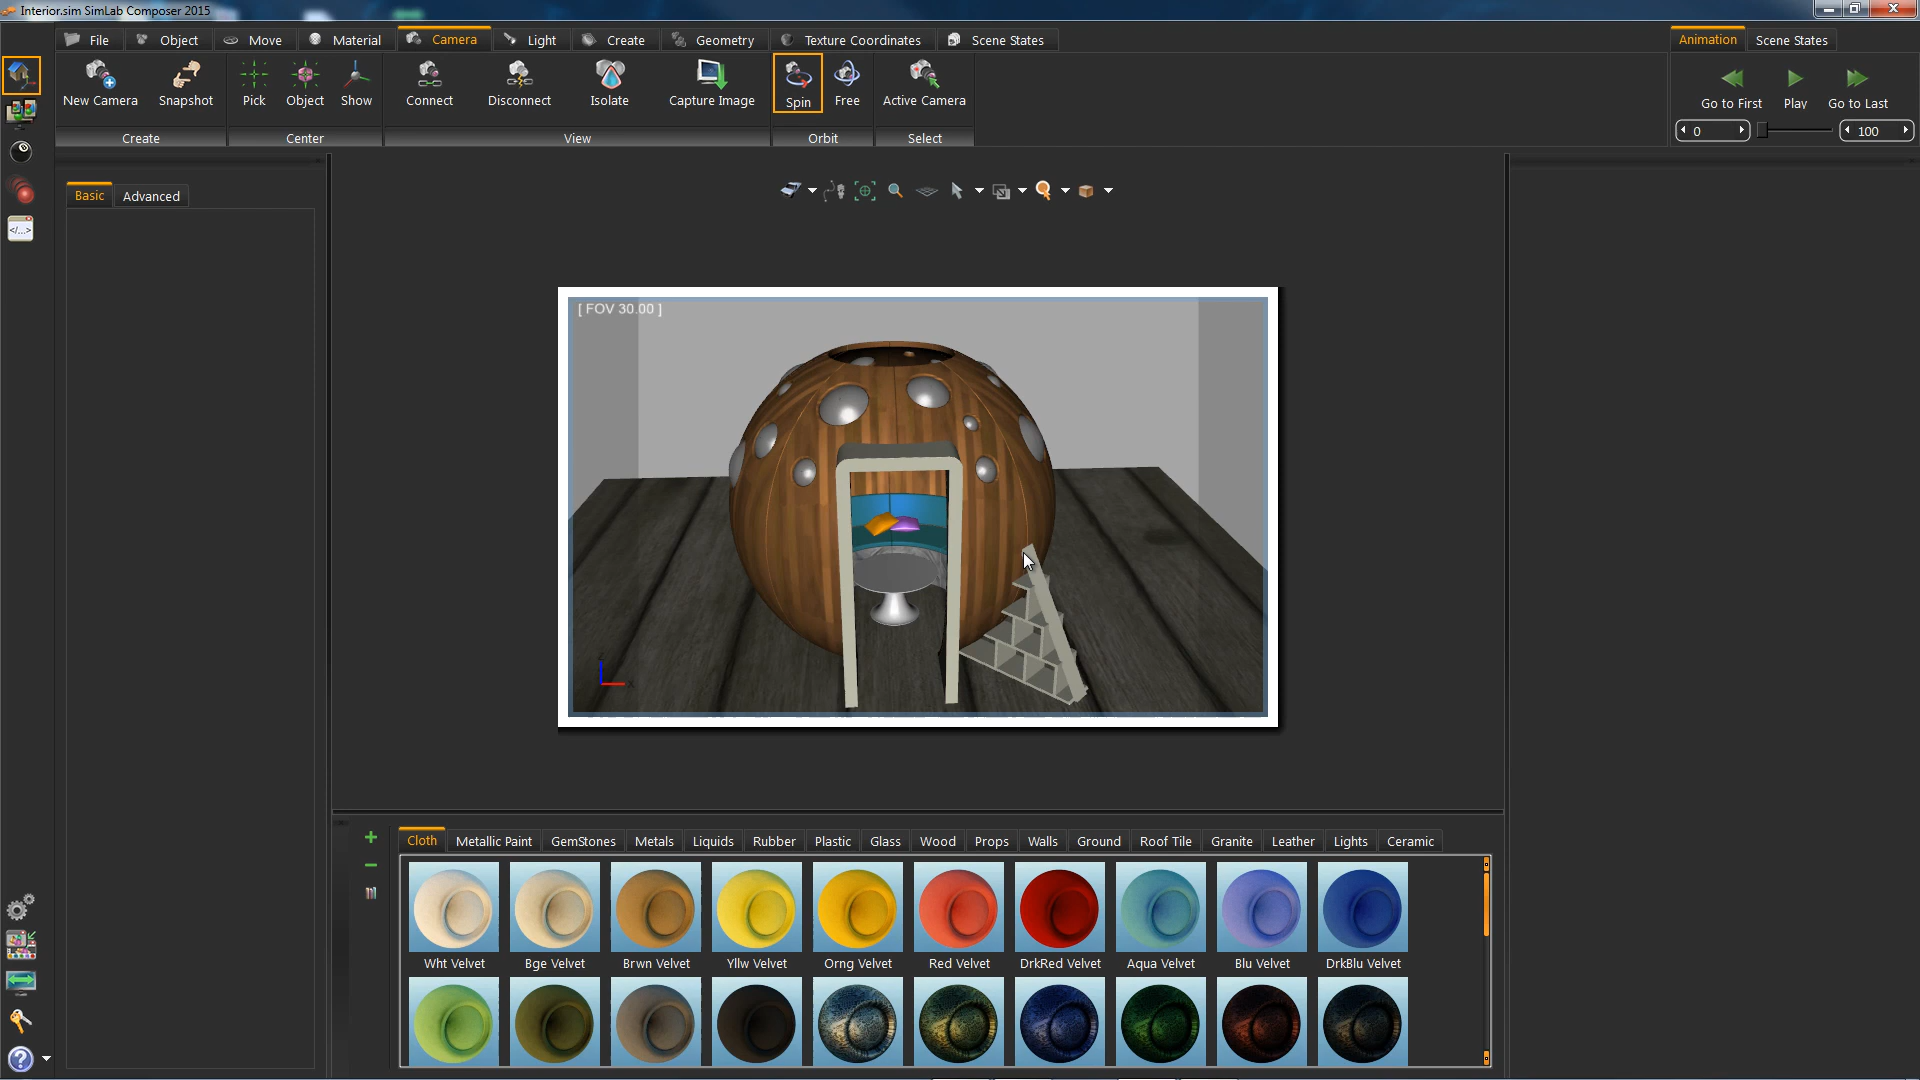 Interior.sim SimLab Composer 2015
File Object Move Material Camera Light Create Geometry Texture Coordinates Scene States
Animation Scene States
New Camera Snapshot Pick Object Show Connect Disconnect Isolate Capture Image Spin Free Active Camera
Go to First Play Go to Last
Create Center View Orbit Select
0 100
Basic Advanced
[ FOV 30.00 ]
Cloth Metallic Paint GemStones Metals Liquids Rubber Plastic Glass Wood Props Walls Ground Roof Tile Granite Leather Lights Ceramic
Wht Velvet Bge Velvet Brwn Velvet Yllw Velvet Orng Velvet Red Velvet DrkRed Velvet Aqua Velvet Blu Velvet DrkBlu Velvet